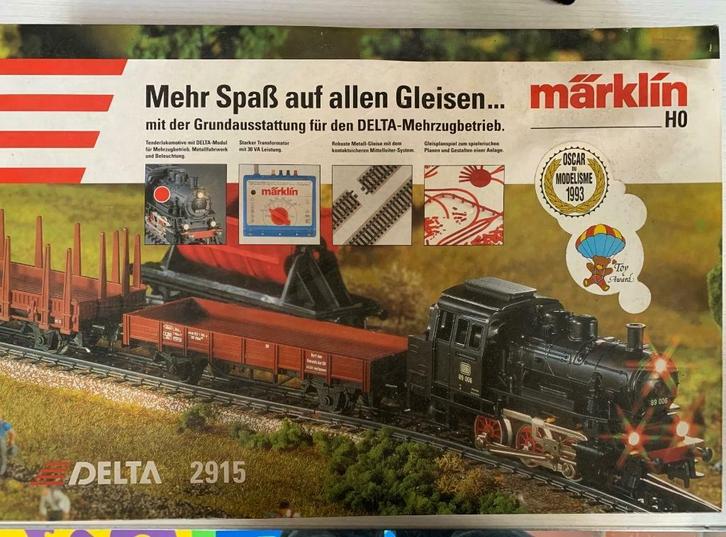 Mehr Spaß auf allen Gleisen...
mit der Grundausstattung für den DELTA-Mehrzugbetrieb.
märklin
HO
Tenderlokomotive mit DELTA-Modul
für Mehrzugbetrieb, Metallfahrwerk
und Beleuchtung.
Starker Transformator
mit 30 VA Leistung.
Robuste Metall-Gleise mit dem
kontaktsicheren Mittelleiter-System.
Gleisplanspiel zum spielerischen
Planen und Gestalten einer Anlage.
märklin
OSCAR
DU
MODELISME
1993
Toy
Award
89 006
89 006
DELTA 2915